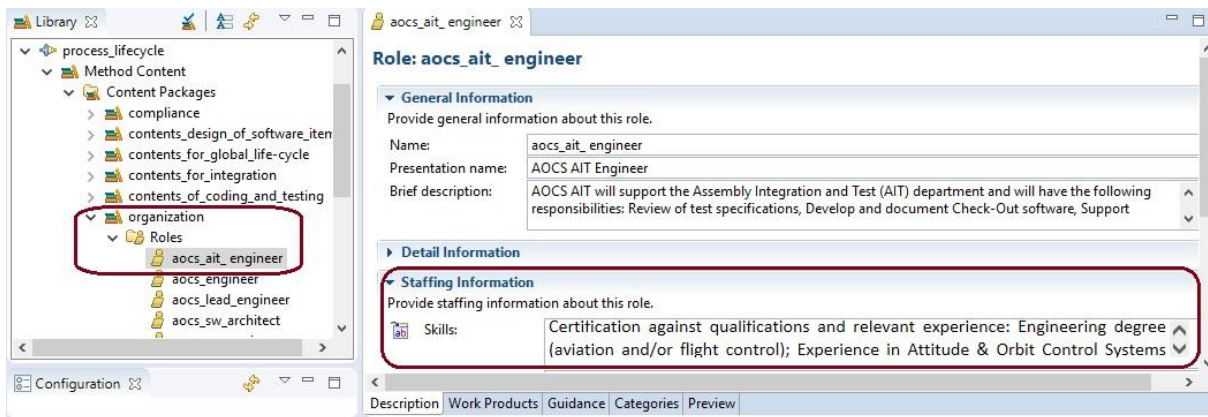 Library
process_lifecycle
Method Content
Content Packages
compliance
contents_design_of_software_iten
contents_for_global_life-cycle
contents_for_integration
contents_of_coding_and_testing
organization
Roles
aocs_ait_ engineer
aocs_engineer
aocs_lead_engineer
aocs_sw_architect
Configuration
aocs_ait_ engineer
Role: aocs_ait_ engineer
General Information
Provide general information about this role.
Name: aocs_ait_ engineer
Presentation name: AOCS AIT Engineer
Brief description: AOCS AIT will support the Assembly Integration and Test (AIT) department and will have the following
responsibilities: Review of test specifications, Develop and document Check-Out software, Support
Detail Information
Staffing Information
Provide staffing information about this role.
Skills: Certification against qualifications and relevant experience: Engineering degree
(aviation and/or flight control); Experience in Attitude & Orbit Control Systems
Description Work Products Guidance Categories Preview